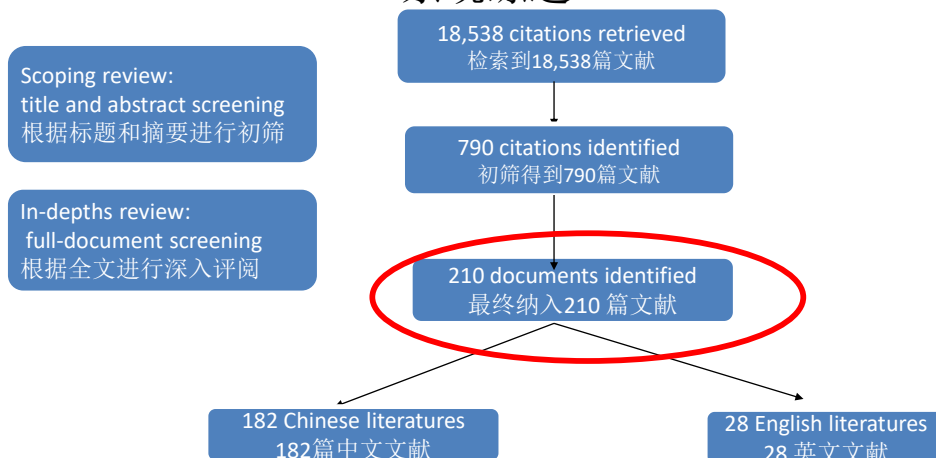 18,538 citations retrieved
检索到18,538篇文献
Scoping review:
title and abstract screening
根据标题和摘要进行初筛
790 citations identified
初筛得到790篇文献
In-depths review:
full-document screening
根据全文进行深入评阅
210 documents identified
最终纳入210 篇文献
182 Chinese literatures
182篇中文文献
28 English literatures
28 英文文献